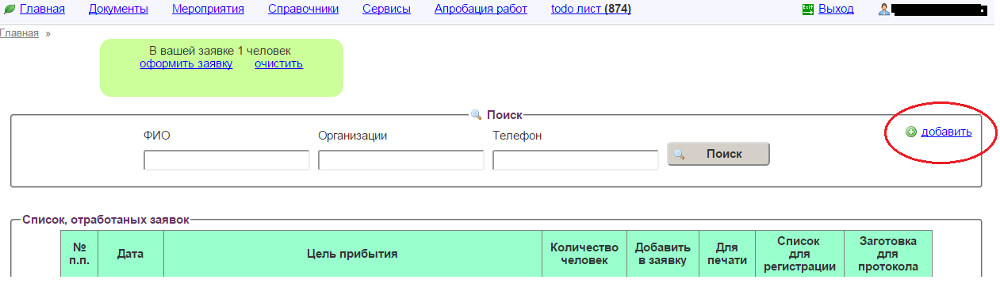 Главная Документы Мероприятия Справочники Сервисы Апробация работ todo лист (874) Exit Выход
Главная »
В вашей заявке 1 человек
оформить заявку очистить
Поиск
добавить
ФИО Организации Телефон
Поиск
Список, отработаных заявок
№ п.п. Дата Цель прибытия Количество человек Добавить в заявку Для печати Список для регистрации Заготовка для протокола